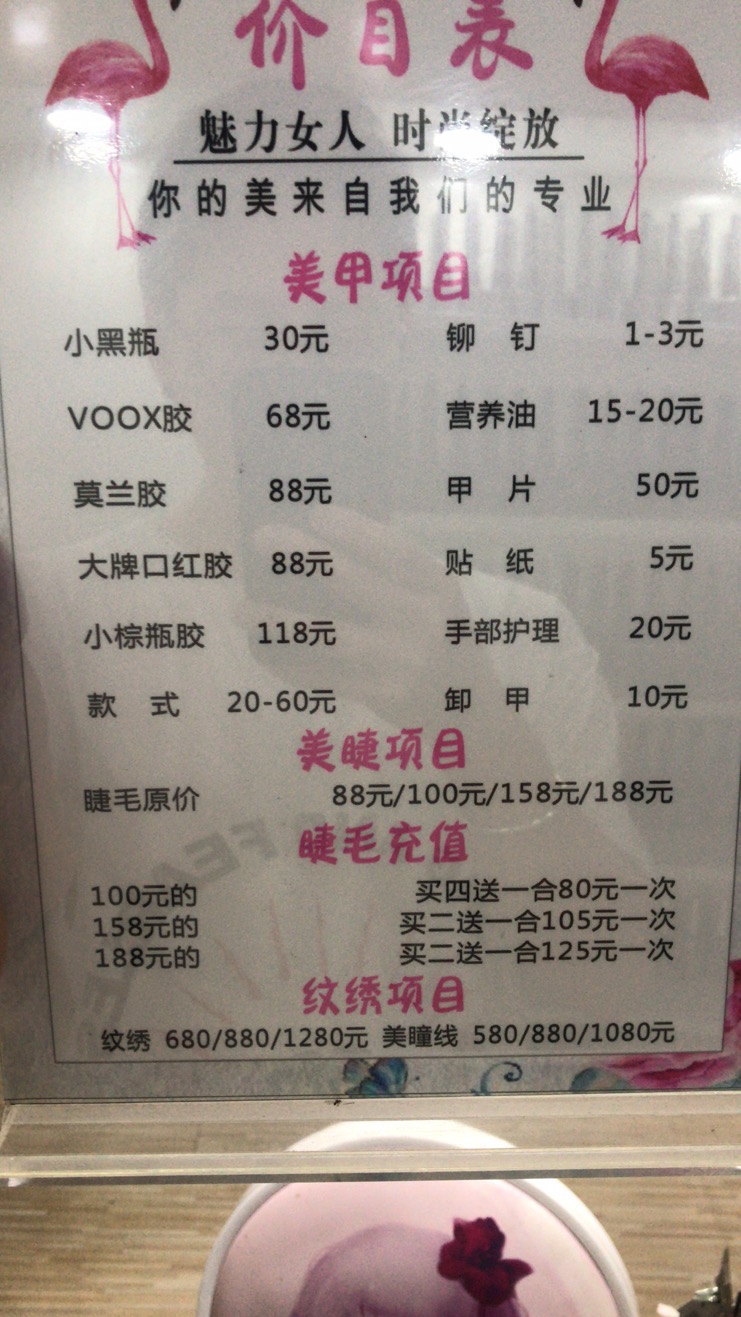 价目表
魅力女人 时尚绽放
你的美来自我们的专业
美甲项目
小黑瓶 30元 铆 钉 1-3元
VOOX胶 68元 营养油 15-20元
莫兰胶 88元 甲 片 50元
大牌口红胶 88元 贴 纸 5元
小棕瓶胶 118元 手部护理 20元
款 式 20-60元 卸 甲 10元
美睫项目
睫毛原价 88元/100元/158元/188元
睫毛充值
100元的 买四送一合80元一次
158元的 买二送一合105元一次
188元的 买二送一合125元一次
纹绣项目
纹绣 680/880/1280元 美瞳线 580/880/1080元